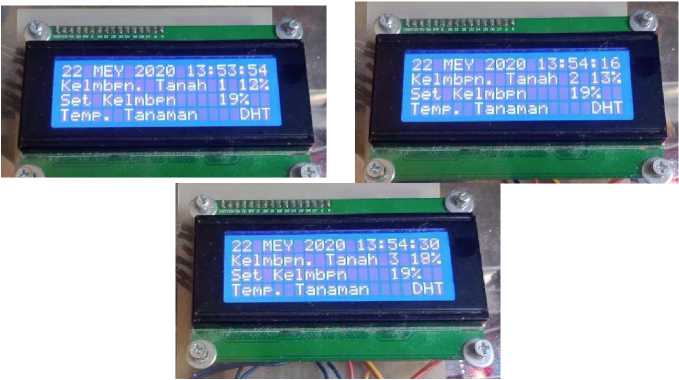 22 MEY 2020 13:53:54
Kelmbpn. Tanah 1 12%
Set Kelmbpn 19%
Temp. Tanaman DHT
22 MEY 2020 13:54:16
Kelmbpn. Tanah 2 13%
Set Kelmbpn 19%
Temp. Tanaman DHT
22 MEY 2020 13:54:30
Kelmbpn. Tanah 3 18%
Set Kelmbpn 19%
Temp. Tanaman DHT